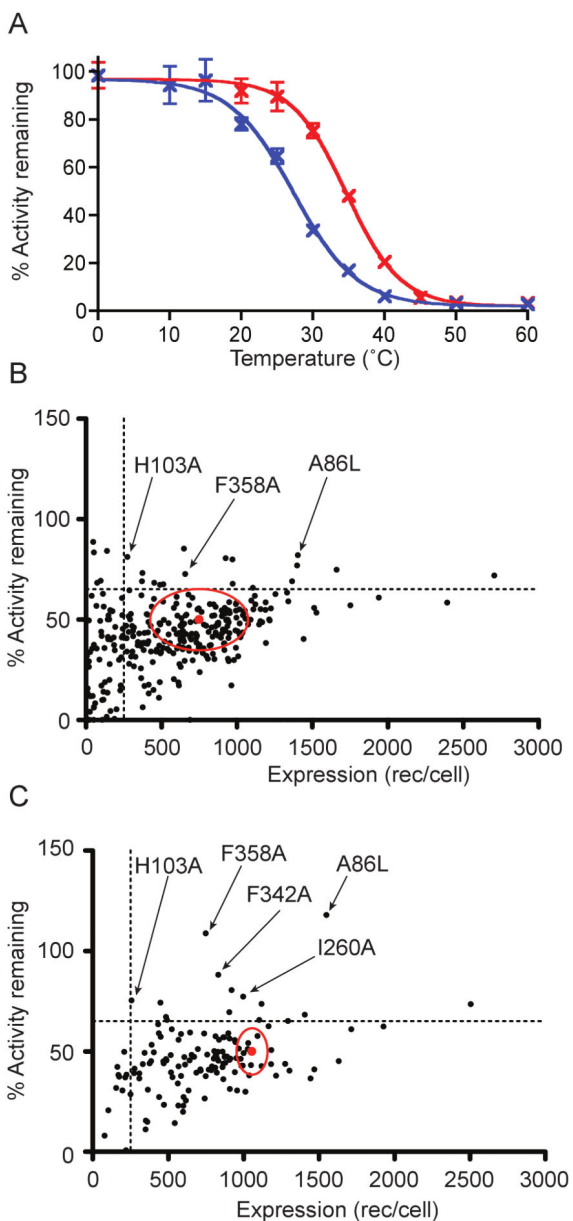 A
% Activity remaining
100
80
60
40
20
0
0 10 20 30 40 50 60
Temperature (˚C)
B
% Activity remaining
150
100
50
0
H103A
F358A
A86L
0 500 1000 1500 2000 2500 3000
Expression (rec/cell)
C
% Activity remaining
150
100
50
0
H103A
F358A
F342A
A86L
I260A
0 500 1000 1500 2000 2500 3000
Expression (rec/cell)